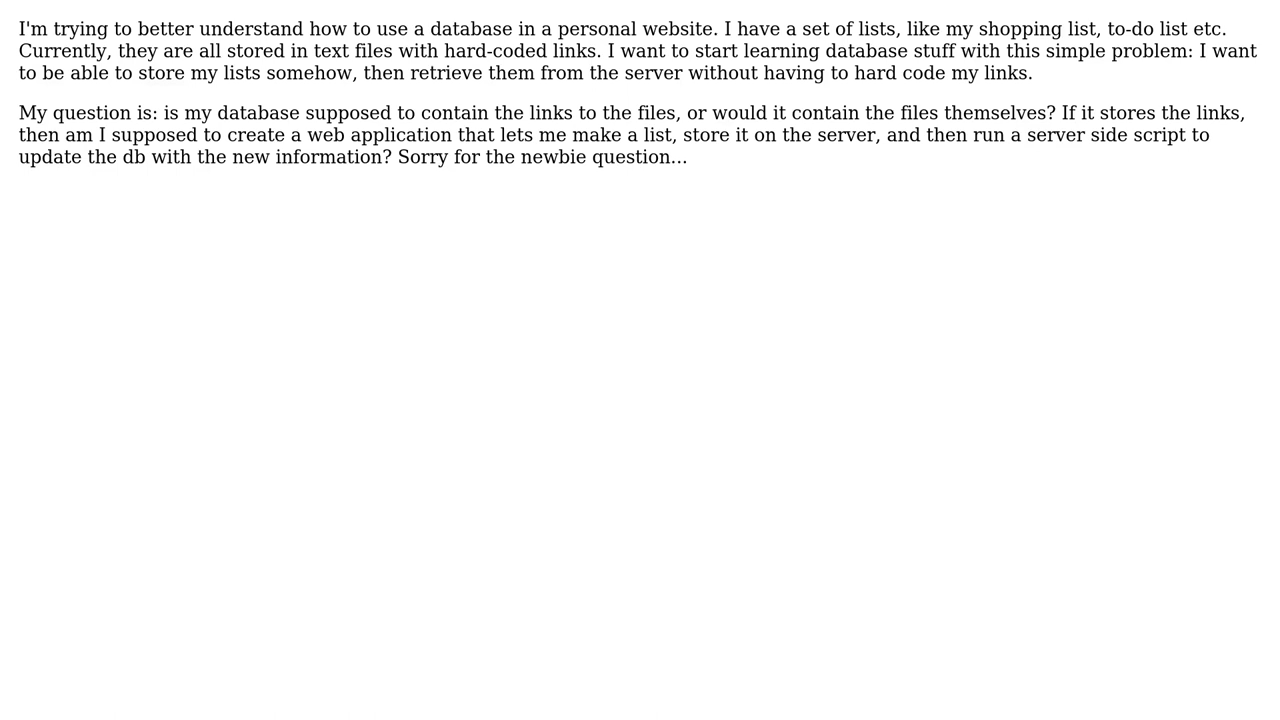 I'm trying to better understand how to use a database in a personal website. I have a set of lists, like my shopping list, to-do list etc.
Currently, they are all stored in text files with hard-coded links. I want to start learning database stuff with this simple problem: I want
to be able to store my lists somehow, then retrieve them from the server without having to hard code my links.
My question is: is my database supposed to contain the links to the files, or would it contain the files themselves? If it stores the links,
then am I supposed to create a web application that lets me make a list, store it on the server, and then run a server side script to
update the db with the new information? Sorry for the newbie question...